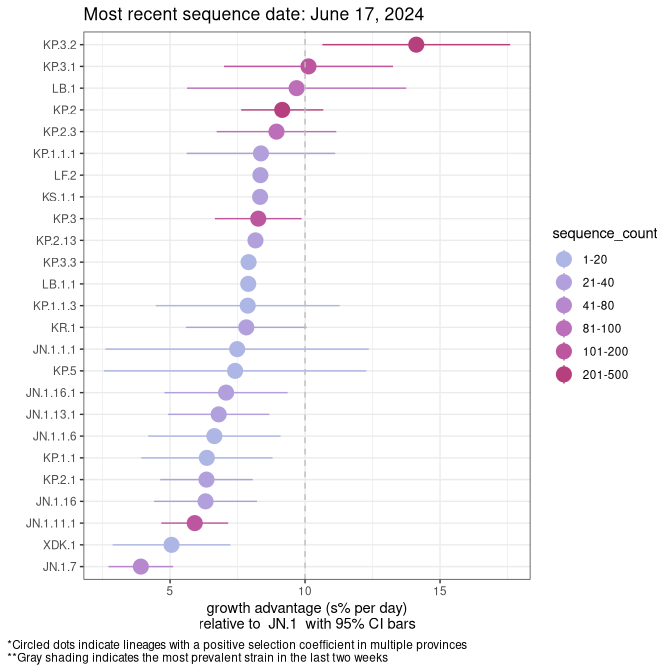 Most recent sequence date: June 17, 2024
KP.3.2
KP.3.1
LB.1
KP.2
KP.2.3
KP.1.1.1
LF.2
KS.1.1
KP.3
KP.2.13
KP.3.3
LB.1.1
KP.1.1.3
KR.1
JN.1.1.1
KP.5
JN.1.16.1
JN.1.13.1
JN.1.1.6
KP.1.1
KP.2.1
JN.1.16
JN.1.11.1
XDK.1
JN.1.7
5 10 15
growth advantage (s% per day)
relative to JN.1 with 95% CI bars
sequence_count
1-20
21-40
41-80
81-100
101-200
201-500
*Circled dots indicate lineages with a positive selection coefficient in multiple provinces
**Gray shading indicates the most prevalent strain in the last two weeks